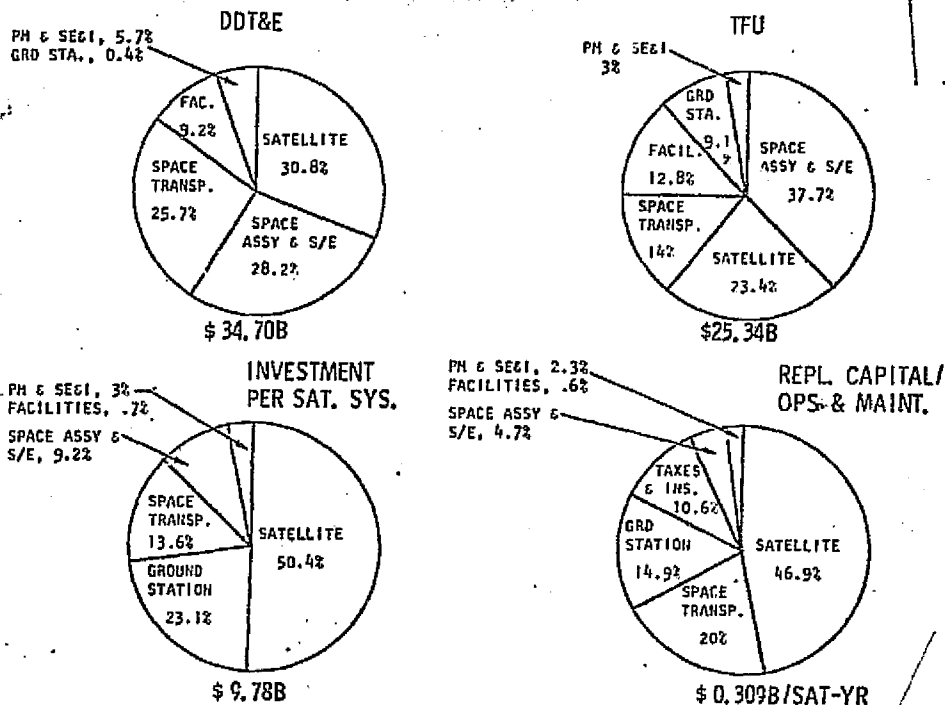 DDT&E
PM & SE&I, 5.7%
GRD STA., 0.4%
FAC.
9.2%
SATELLITE
30.8%
SPACE
TRANSP.
25.7%
SPACE
ASSY & S/E
28.2%
$34.70B
TFU
PM & SE&I
3%
GRD
STA.
9.1
%
SPACE
ASSY & S/E
37.7%
FACIL.
12.8%
SPACE
TRANSP.
14%
SATELLITE
23.4%
$25.34B
INVESTMENT
PER SAT. SYS.
PM & SE&I, 3%
FACILITIES, .7%
SPACE ASSY &
S/E, 9.2%
SPACE
TRANSP.
13.6%
SATELLITE
50.4%
GROUND
STATION
23.1%
$9.78B
REPL. CAPITAL/
OPS. & MAINT.
PM & SE&I, 2.3%
FACILITIES, .6%
SPACE ASSY &
S/E, 4.7%
TAXES
& INS.
10.6%
GRD
STATION
14.9%
SATELLITE
46.9%
SPACE
TRANSP.
20%
$0.309B/SAT-YR